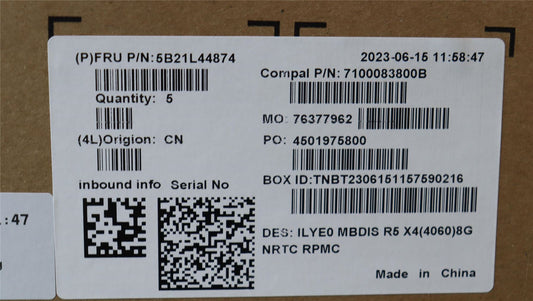 (P)FRU P/N:5B21L44874
2023-06-15 11:58:47
Compal P/N: 7100083800B
Quantity: 5
MO: 76377962
(4L)Origion: CN
PO: 4501975800
BOX ID:TNBT2306151157590216
inbound info Serial No
DES: ILYE0 MBDIS R5 X4(4060)8G
NRTC RPMC
Made in China
:47